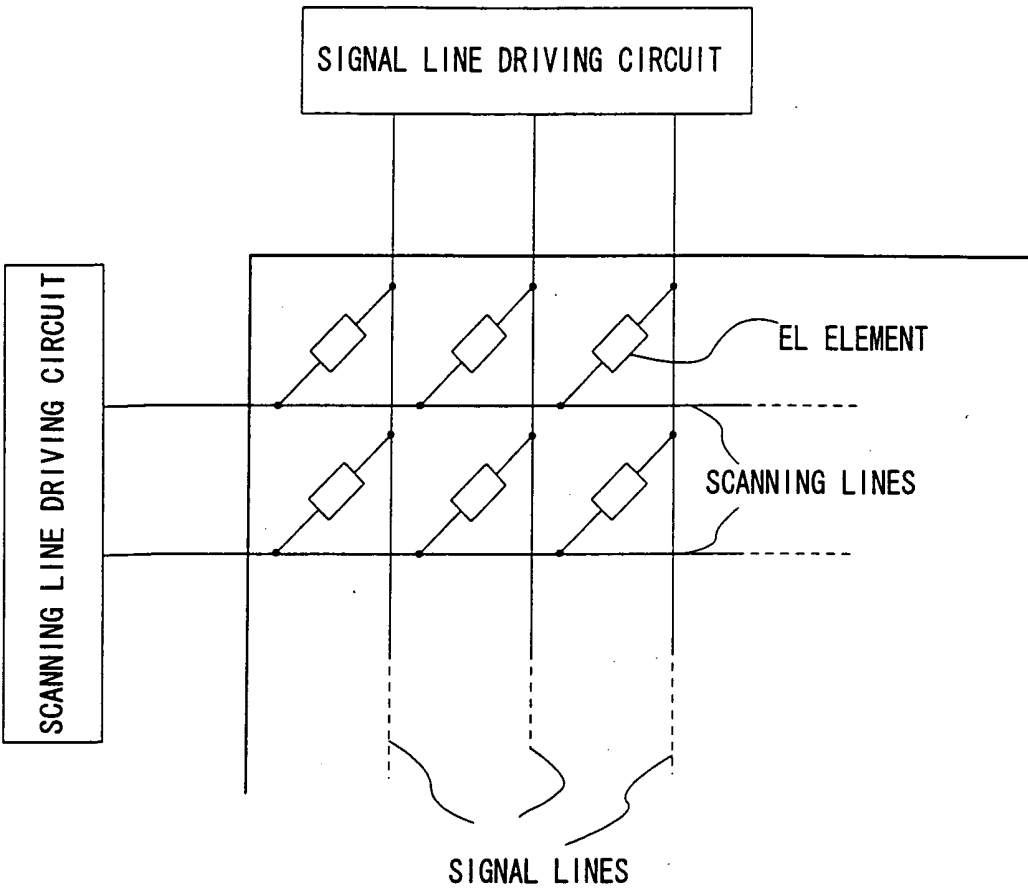 SIGNAL LINE DRIVING CIRCUIT
SCANNING LINE DRIVING CIRCUIT
EL ELEMENT
SCANNING LINES
SIGNAL LINES